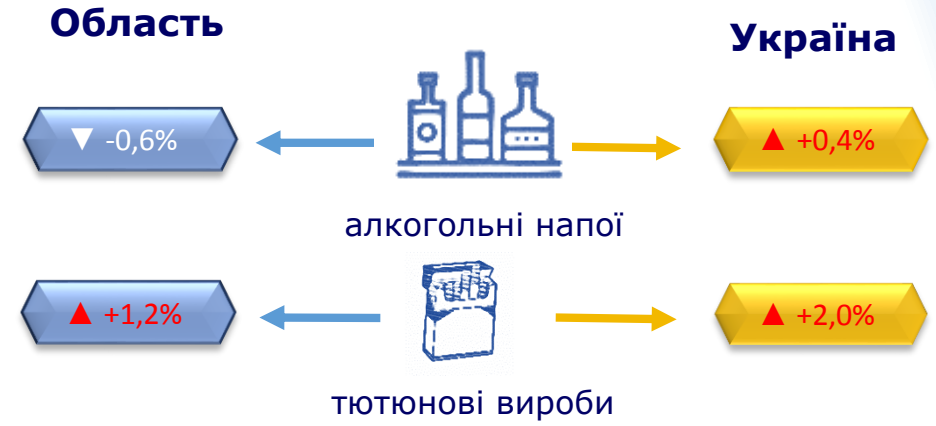 Область
Україна
▼ -0,6%
▲ +0,4%
алкогольні напої
▲ +1,2%
▲ +2,0%
тютюнові вироби